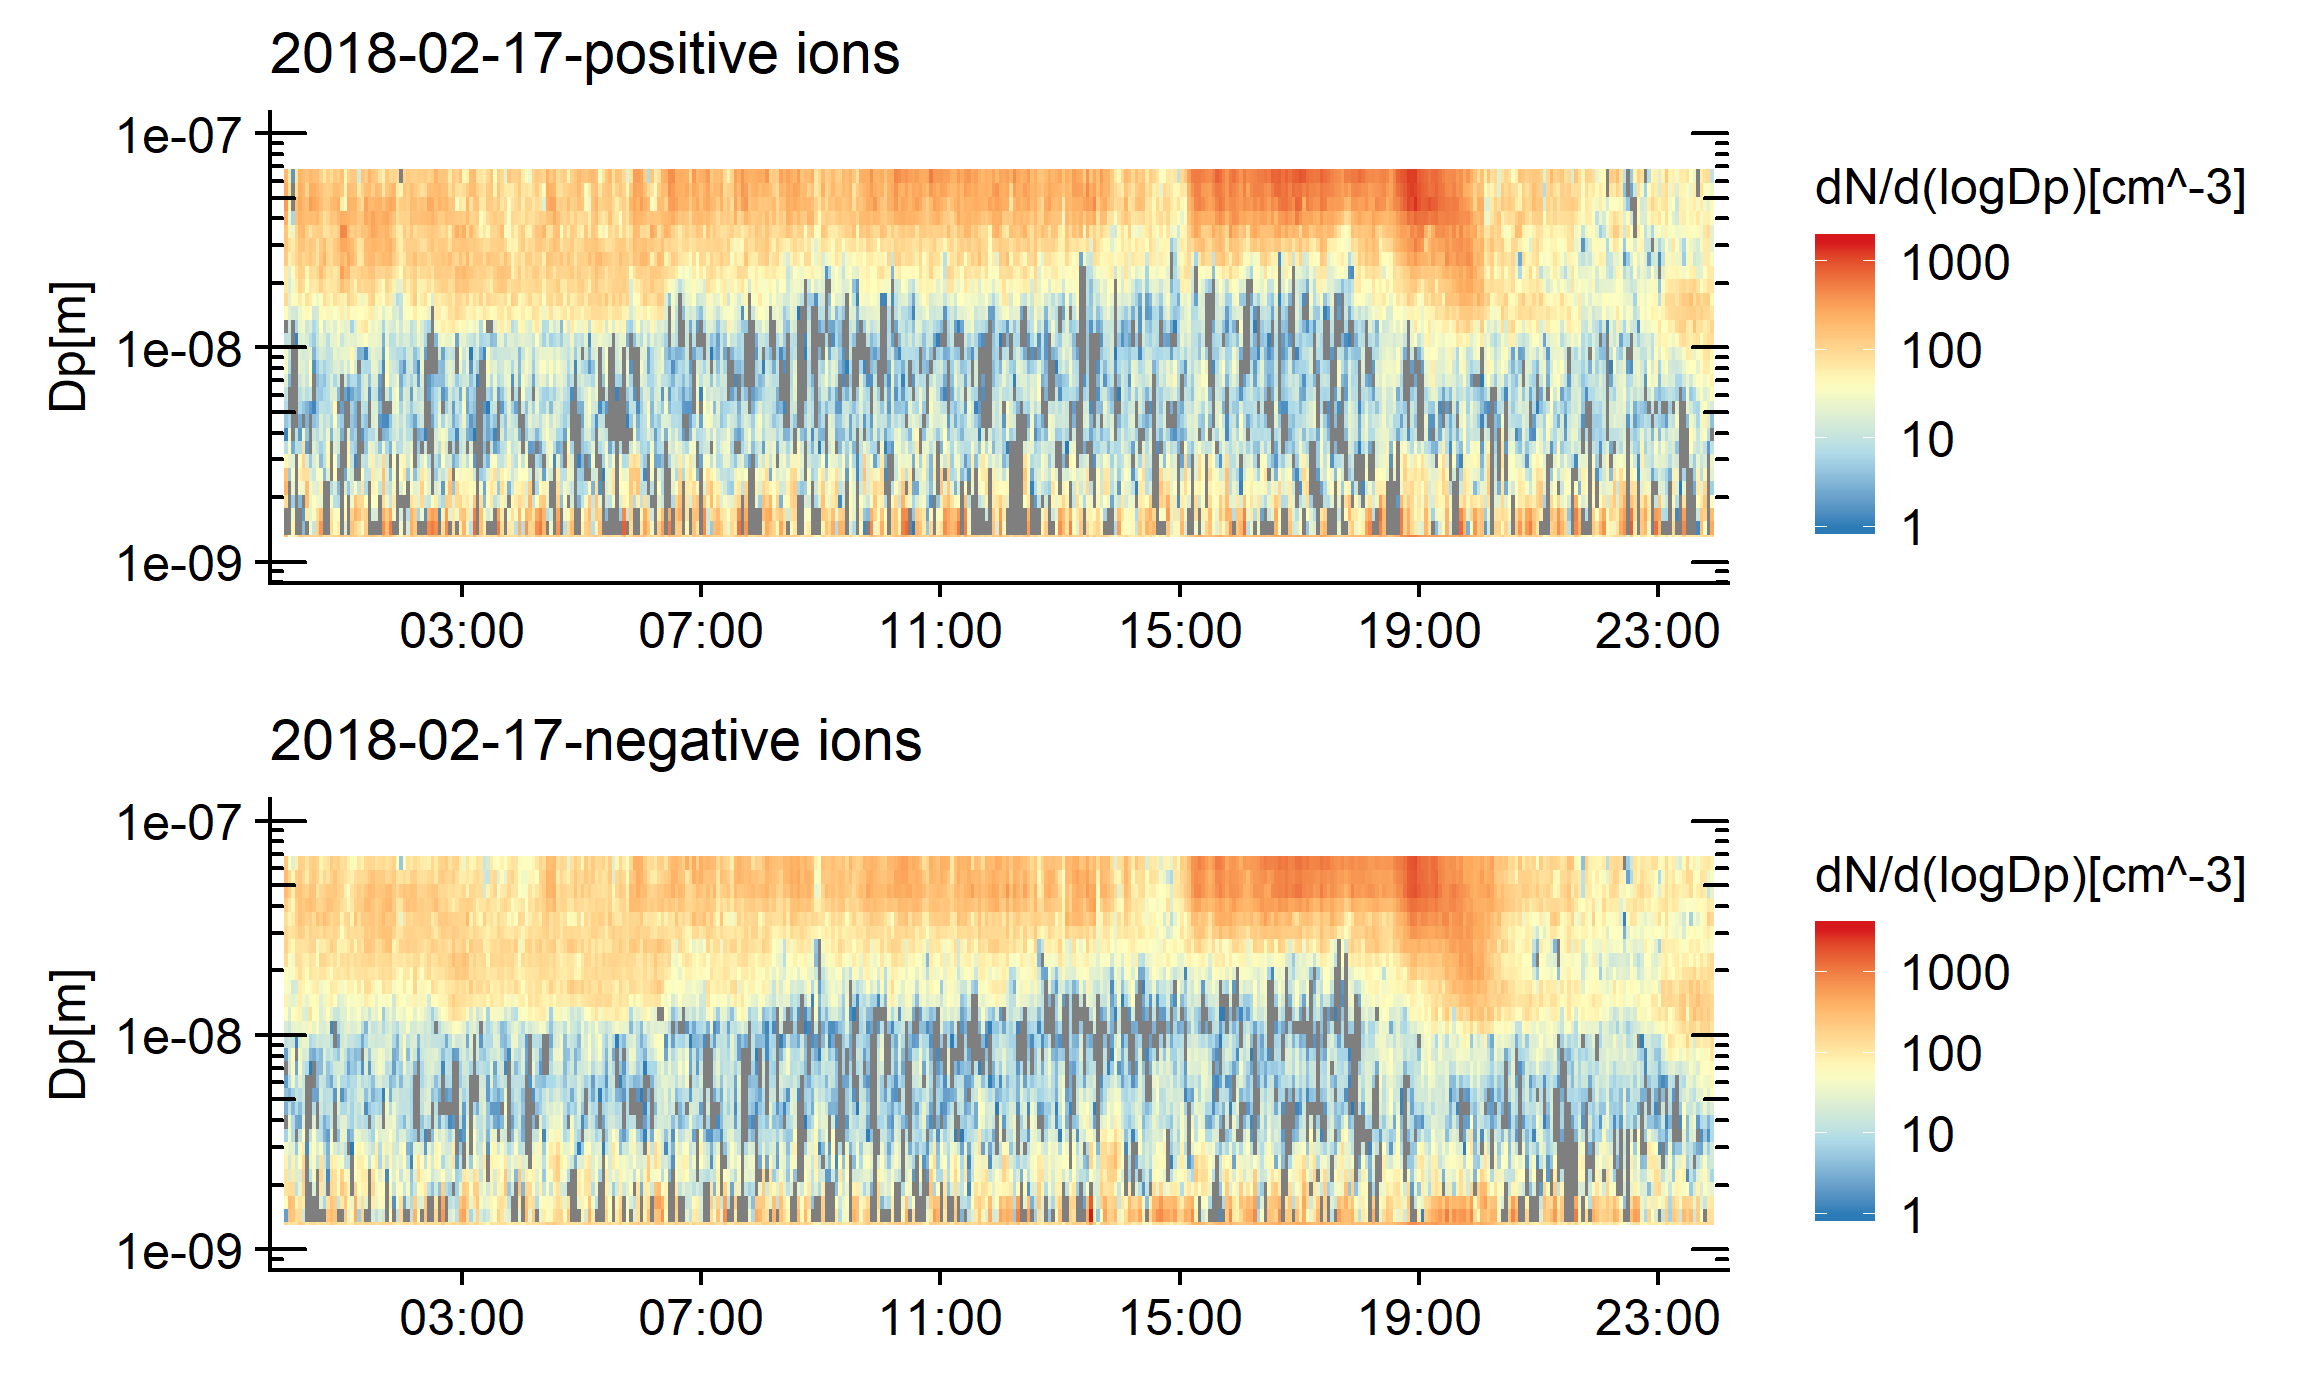 2018-02-17-positive ions
1e-07
1e-08
1e-09
Dp[m]
03:00 07:00 11:00 15:00 19:00 23:00
dN/d(logDp)[cm^-3]
1000
100
10
1
2018-02-17-negative ions
1e-07
1e-08
1e-09
Dp[m]
03:00 07:00 11:00 15:00 19:00 23:00
dN/d(logDp)[cm^-3]
1000
100
10
1